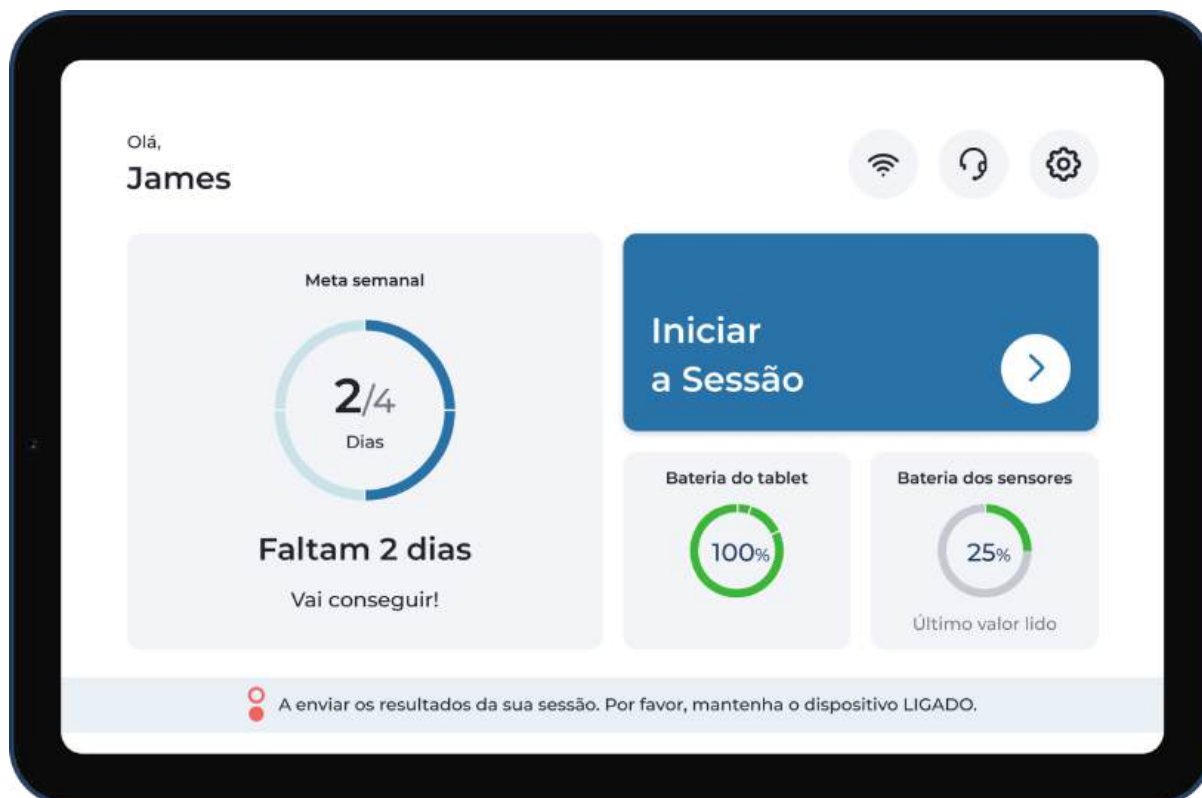 Olá,
James
Meta semanal
2/4
Dias
Faltam 2 dias
Vai conseguir!
Iniciar
a Sessão
Bateria do tablet
100%
Bateria dos sensores
25%
Último valor lido
A enviar os resultados da sua sessão. Por favor, mantenha o dispositivo LIGADO.